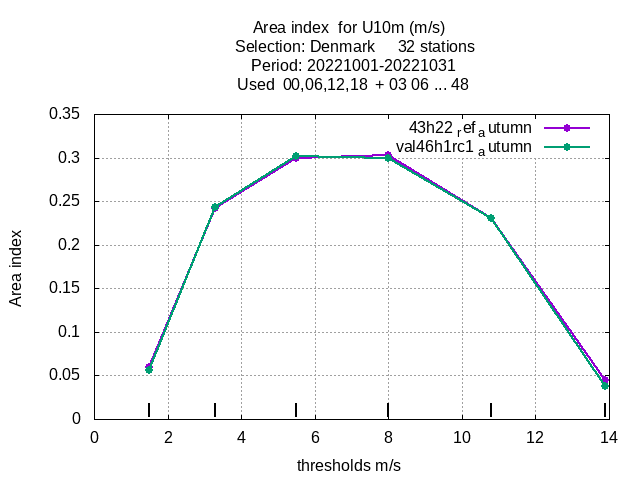 Area index for U10m (m/s)
Selection: Denmark 32 stations
Period: 20221001-20221031
Used 00,06,12,18 + 03 06 ... 48
0.35
0.3
0.25
0.2
0.15
0.1
0.05
0
Area index
43h22 ref autumn
val46h1rc1 autumn
0 2 4 6 8 10 12 14
thresholds m/s